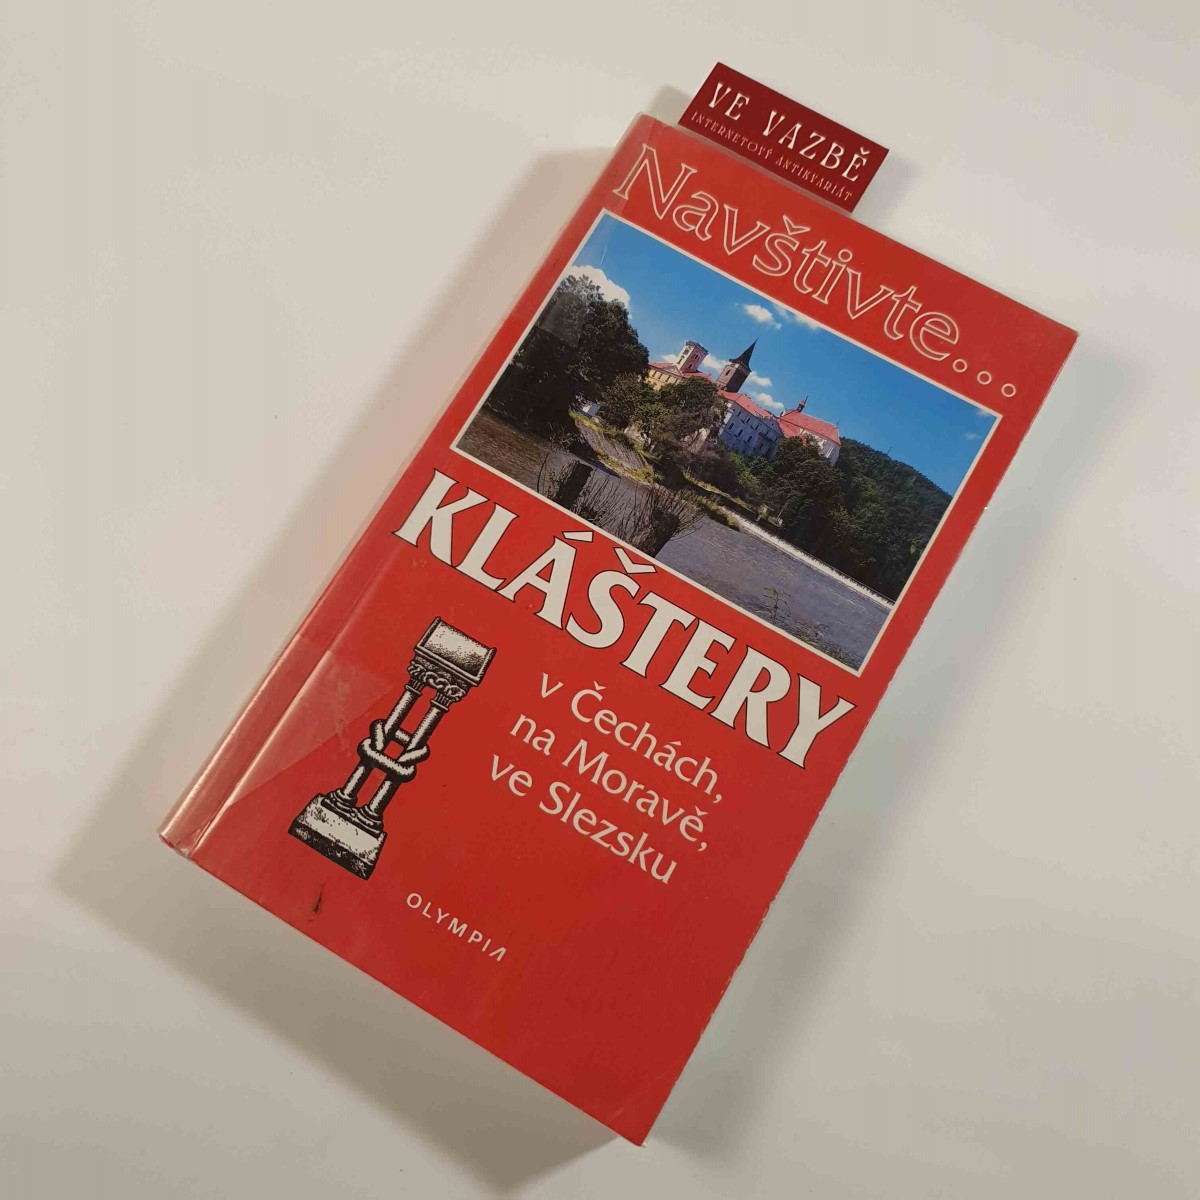 VE VAZBĚ
INTERNETOVÝ ANTIKVARIÁT
Navštivte...
KLÁŠTERY
v Čechách,
na Moravě,
ve Slezsku
OLYMPIA